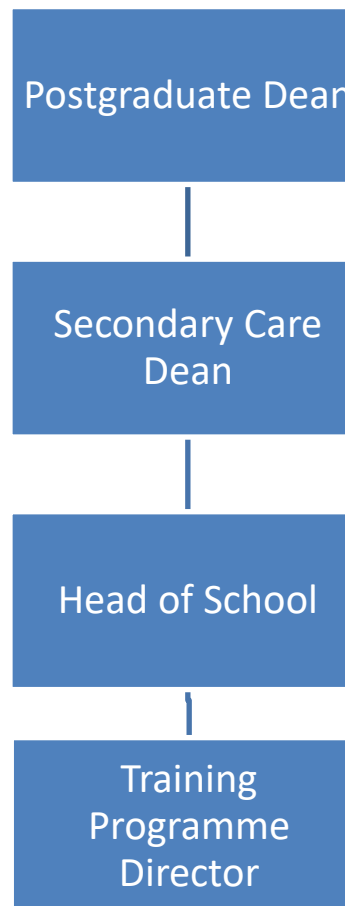 Postgraduate Dean
Secondary Care
Dean
Head of School
Training
Programme
Director